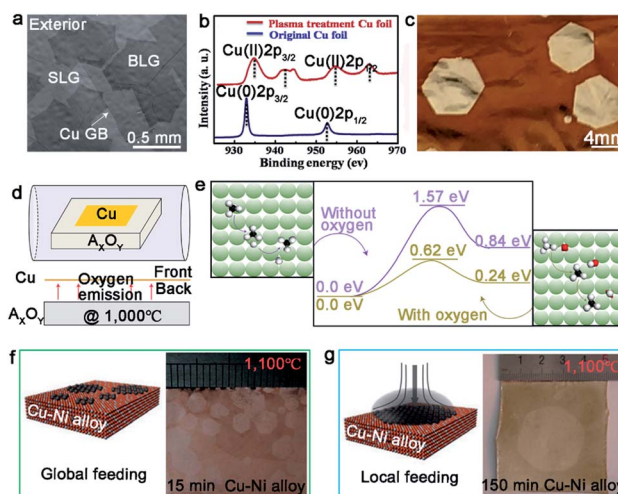 a
Exterior
BLG
SLG
Cu GB
0.5 mm
b
Plasma treatment Cu foil
Original Cu foil
Cu(II)2p3/2
Cu(II)2p1/2
Cu(0)2p3/2
Cu(0)2p1/2
Intensity (a. u.)
930 940 950 960 970
Binding energy (ev)
c
4mm
d
Cu
AXOY
Cu
Oxygen
emission
Front
Back
AXOY
@ 1,000℃
e
Without
oxygen
1.57 eV
0.84 eV
0.62 eV
0.24 eV
0.0 eV
0.0 eV
With oxygen
f
Cu-Ni alloy
Global feeding
1,100℃
15 min Cu-Ni alloy
g
Cu-Ni alloy
Local feeding
1 2 3 4 5
1,100℃
150 min Cu-Ni alloy